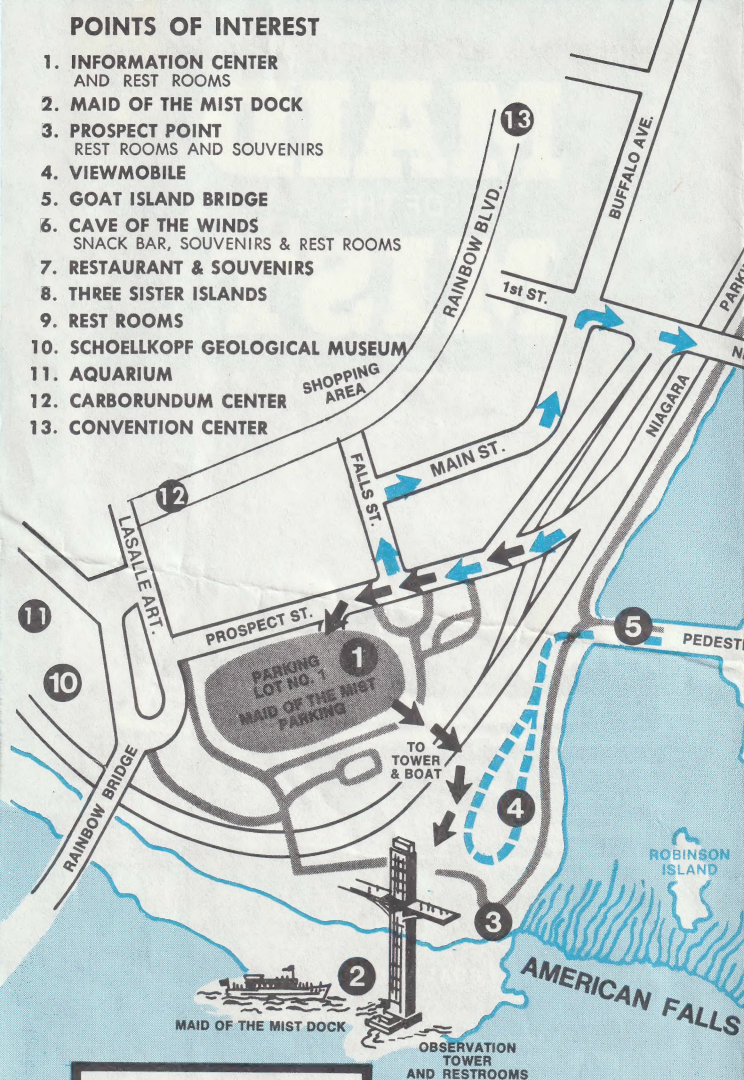 POINTS OF INTEREST
1. INFORMATION CENTER
AND REST ROOMS
2. MAID OF THE MIST DOCK
3. PROSPECT POINT
REST ROOMS AND SOUVENIRS
4. VIEWMOBILE
5. GOAT ISLAND BRIDGE
6. CAVE OF THE WINDS
SNACK BAR, SOUVENIRS & REST ROOMS
7. RESTAURANT & SOUVENIRS
8. THREE SISTER ISLANDS
9. REST ROOMS
10. SCHOELLKOPF GEOLOGICAL MUSEUM
11. AQUARIUM
12. CARBORUNDUM CENTER
13. CONVENTION CENTER
13
BUFFALO AVE.
RAINBOW BLVD.
1st ST.
SHOPPING
AREA
NIAGARA
MAIN ST.
FALLS ST.
12
LASALLE ART.
PROSPECT ST.
11
10
1
PARKING
LOT NO. 1
MAID OF THE MIST
PARKING
5
PEDEST
TO
TOWER
& BOAT
RAINBOW BRIDGE
4
ROBINSON
ISLAND
3
2
AMERICAN FALLS
MAID OF THE MIST DOCK
OBSERVATION
TOWER
AND RESTROOMS